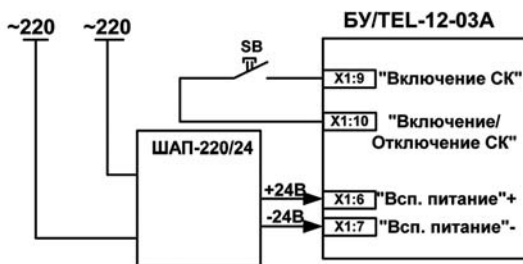 ~220 ~220
БУ/TEL-12-03А
SB
X1:9 "Включение СК"
X1:10 "Включение/
Отключение СК"
ШАП-220/24
+24В
X1:6 "Всп. питание"+
-24В
X1:7 "Всп. питание"-